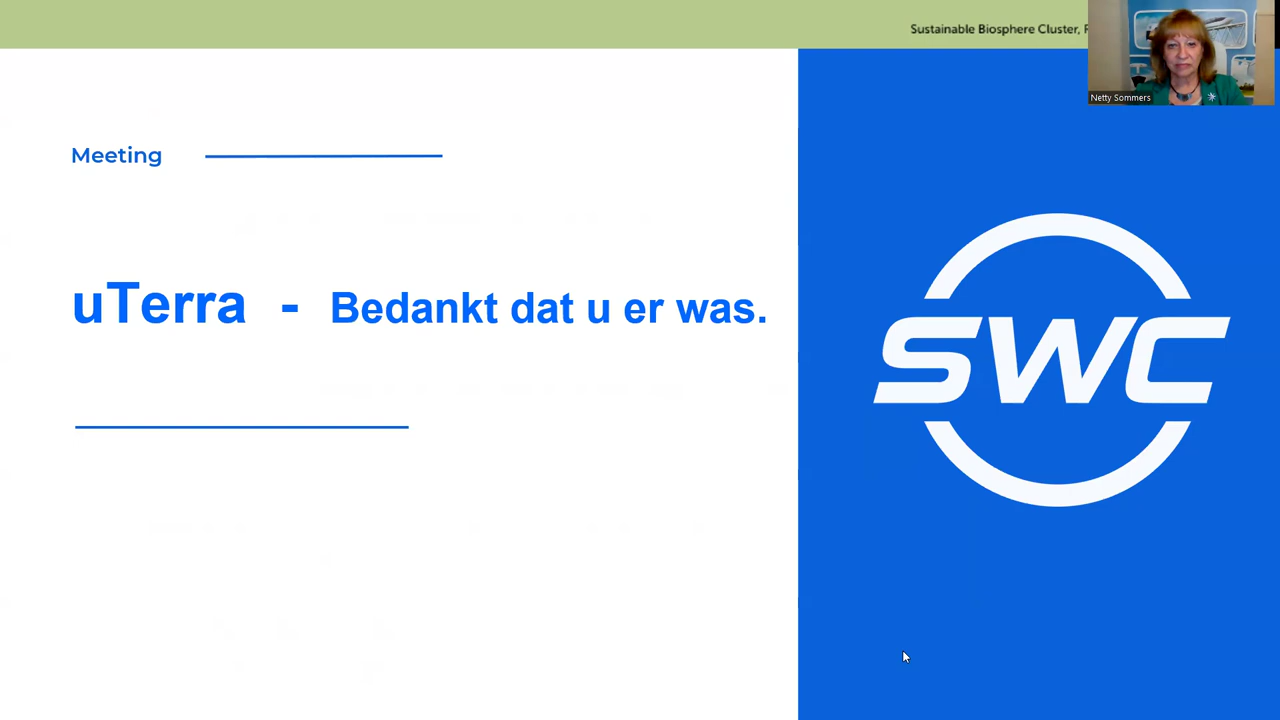 Sustainable Biosphere Cluster,
Netty Sommers
Meeting
uTerra - Bedankt dat u er was.
SWC